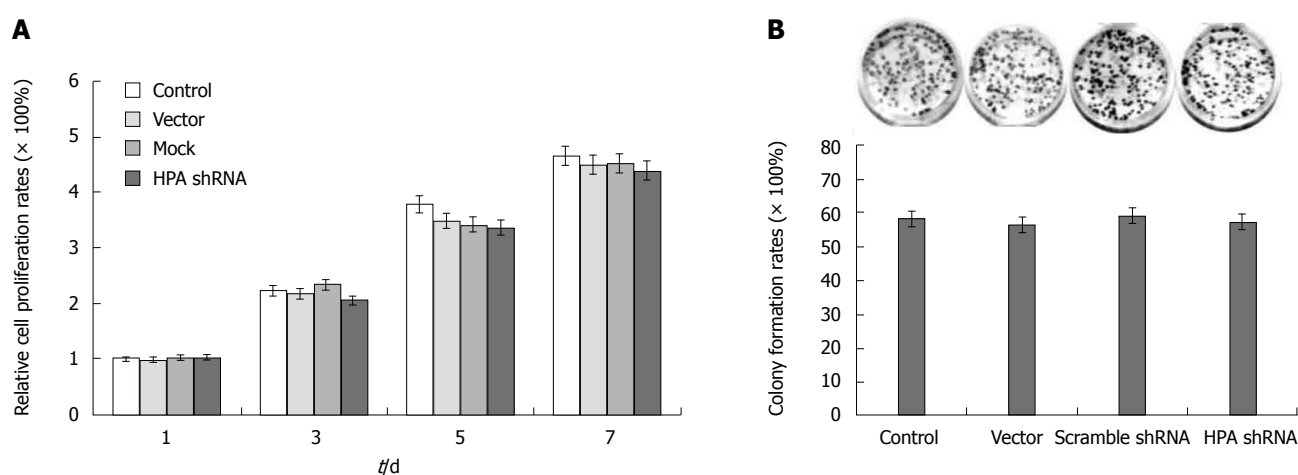 A
Relative cell proliferation rates (× 100%)
6
5
4
3
2
1
0
Control
Vector
Mock
HPA shRNA
1 3 5 7
t/d
B
Colony formation rates (× 100%)
80
70
60
50
40
30
20
10
0
Control Vector Scramble shRNA HPA shRNA